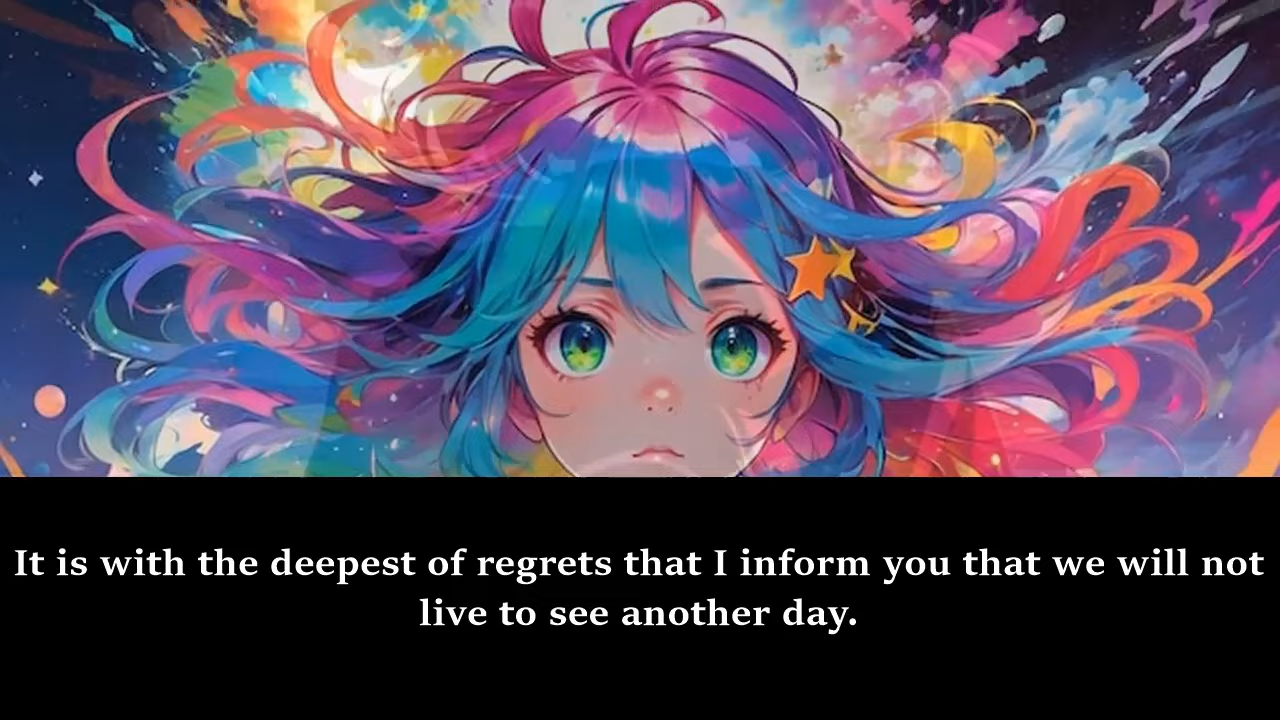 It is with the deepest of regrets that I inform you that we will not
live to see another day.